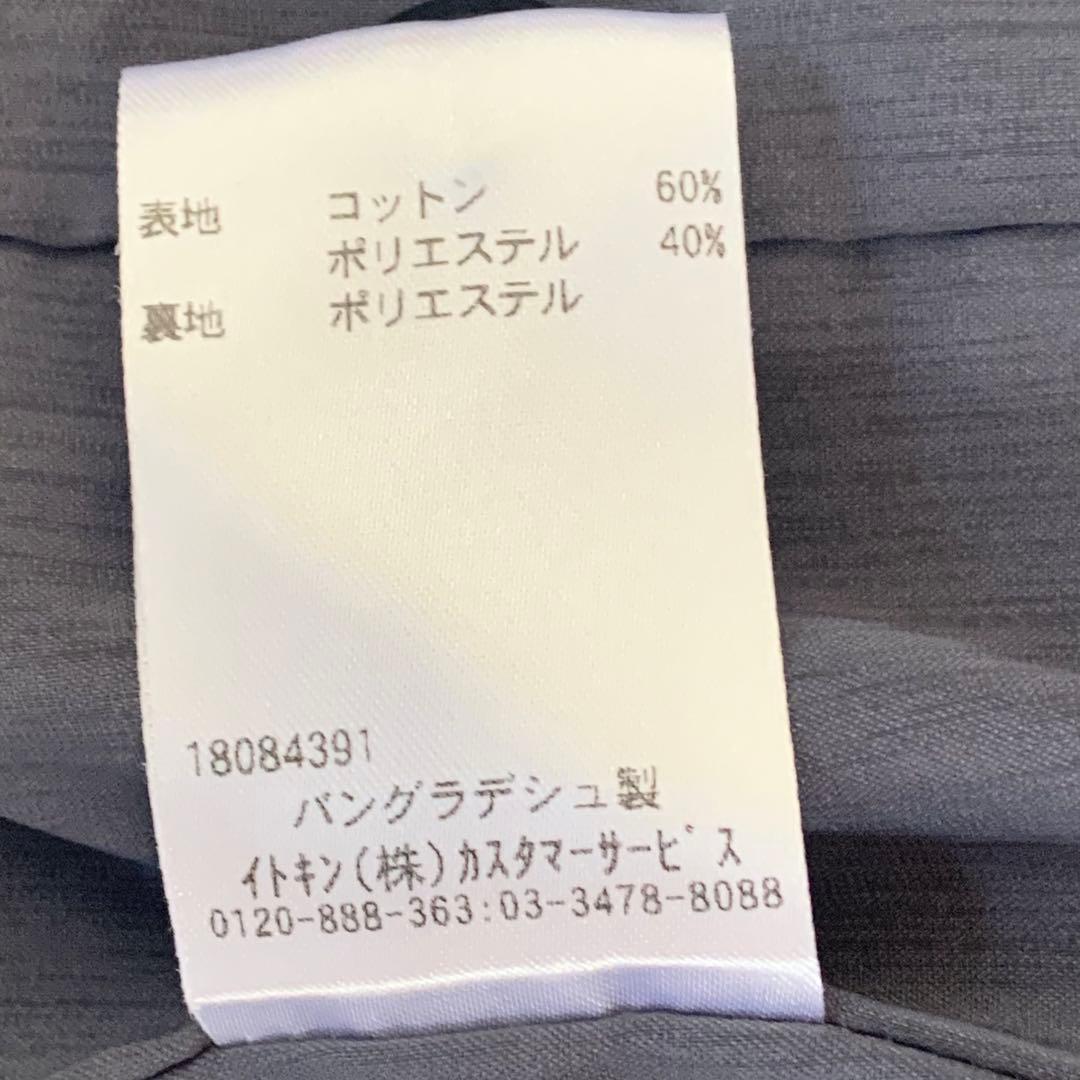 表地 コットン 60%
ポリエステル 40%
裏地 ポリエステル
18084391
バングラデシュ製
ｲﾄｷﾝ(株)ｶｽﾀﾏｰｻｰﾋﾞｽ
0120-888-363:03-3478-8088